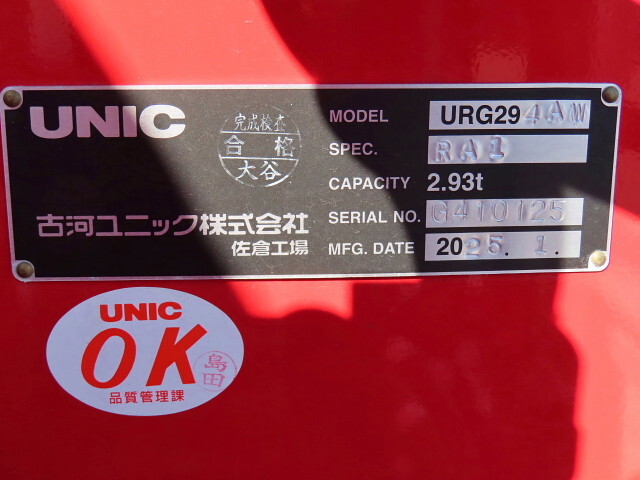 UNIC
完成検査
合格
大谷
古河ユニック株式会社
佐倉工場
MODEL URG294AN
SPEC. RA1
CAPACITY 2.93t
SERIAL NO. G410125
MFG. DATE 2025. 1.
UNIC
OK
島田
品質管理課